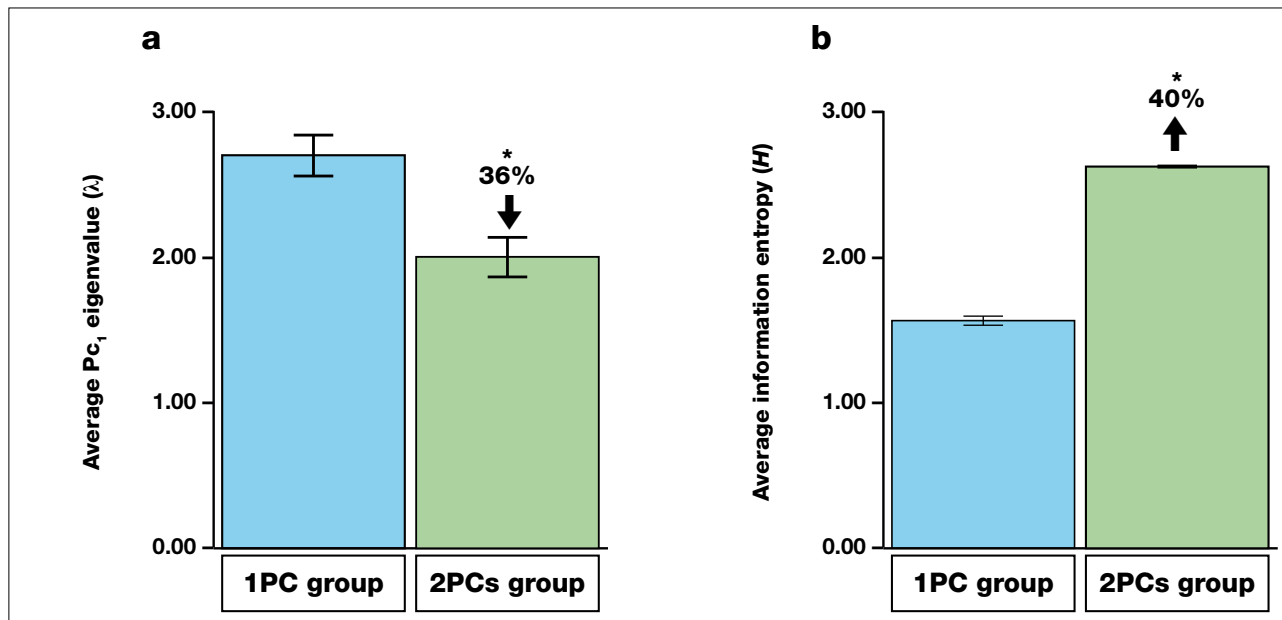 a
Average Pc₁ eigenvalue (λ)
3.00
2.00
1.00
0.00
*
36%
1PC group
2PCs group
b
Average information entropy (H)
3.00
2.00
1.00
0.00
*
40%
1PC group
2PCs group